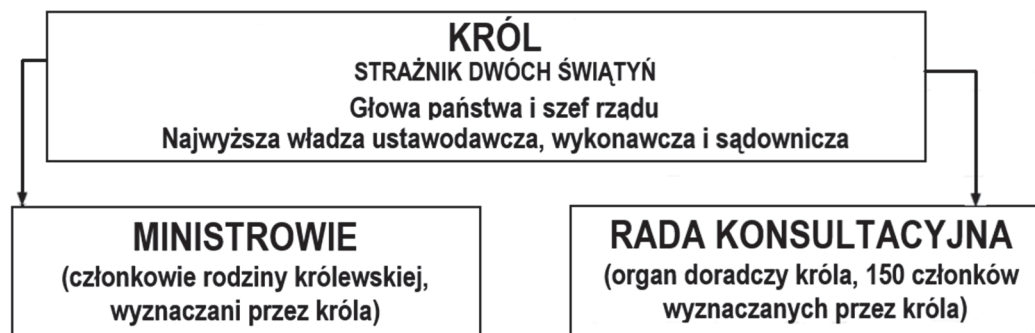 KRÓL
STRAŻNIK DWÓCH ŚWIĄTYŃ
Głowa państwa i szef rządu
Najwyższa władza ustawodawcza, wykonawcza i sądownicza
MINISTROWIE
(członkowie rodziny królewskiej,
wyznaczani przez króla)
RADA KONSULTACYJNA
(organ doradczy króla, 150 członków
wyznaczanych przez króla)